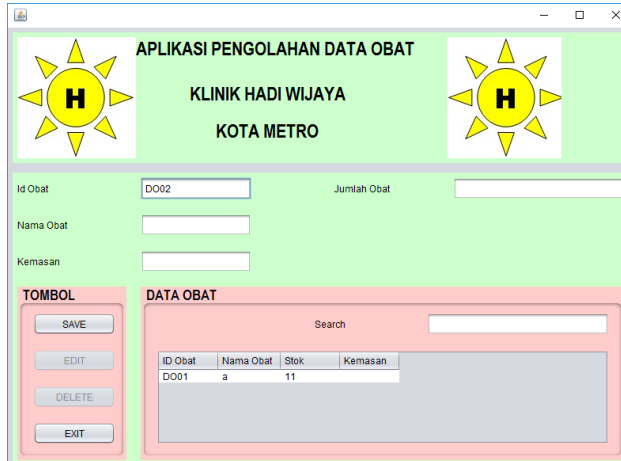 APLIKASI PENGOLAHAN DATA OBAT
H
KLINIK HADI WIJAYA
H
KOTA METRO
Id Obat DO02 Jumlah Obat
Nama Obat
Kemasan
TOMBOL DATA OBAT
SAVE Search
EDIT ID Obat Nama Obat Stok Kemasan
DO01 a 11
DELETE
EXIT